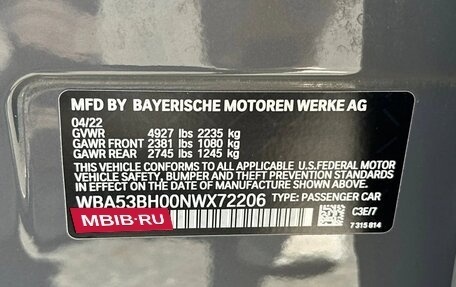 MFD BY BAYERISCHE MOTOREN WERKE AG
04/22
GVWR 4927 lbs 2235 kg
GAWR FRONT 2381 lbs 1080 kg
GAWR REAR 2745 lbs 1245 kg
THIS VEHICLE CONFORMS TO ALL APPLICABLE U.S.FEDERAL MOTOR
VEHICLE SAFETY, BUMPER AND THEFT PREVENTION STANDARDS
IN EFFECT ON THE DATE OF MANUFACTURE SHOWN ABOVE.
WBA53BH00NWX72206 TYPE: PASSENGER CAR
MBIB.RU
C3E/7
7 315 814